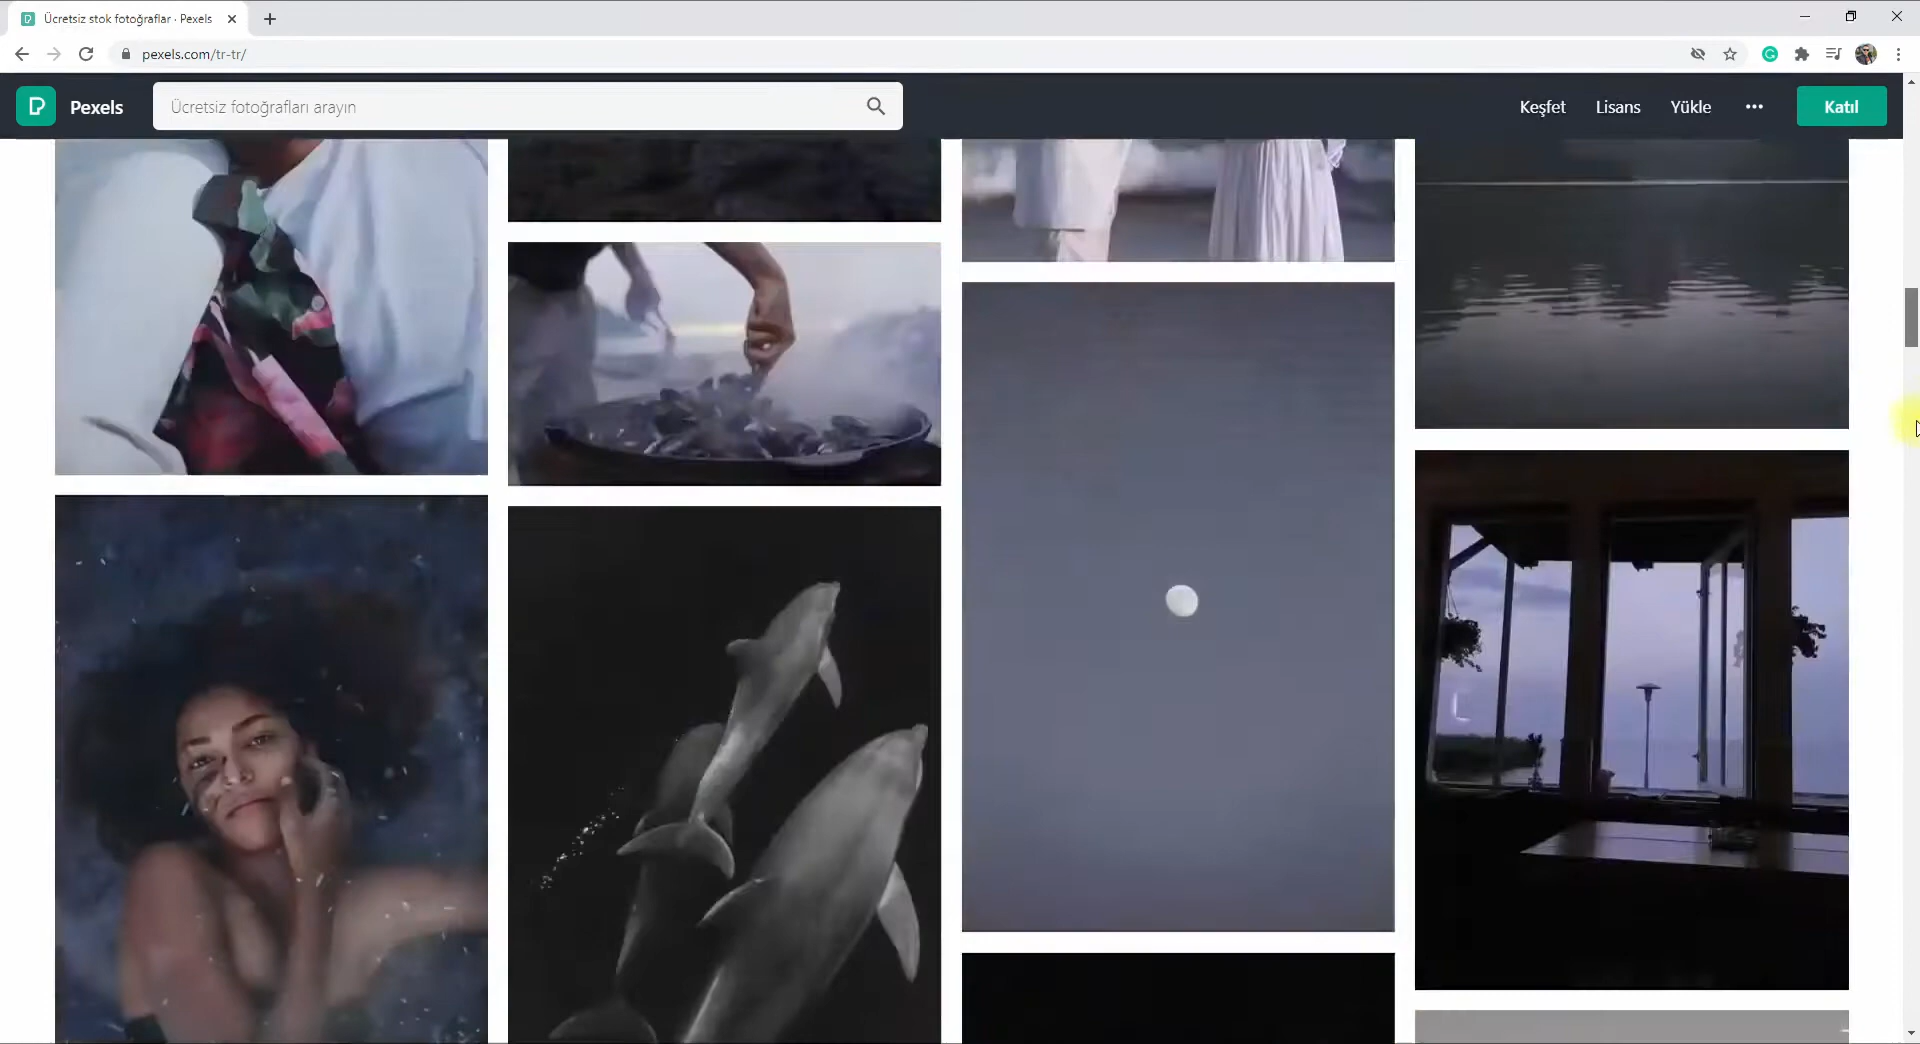 Ücretsiz stok fotoğraflar · Pexels
pexels.com/tr-tr/
Pexels
Ücretsiz fotoğrafları arayın
Keşfet
Lisans
Yükle
Katıl